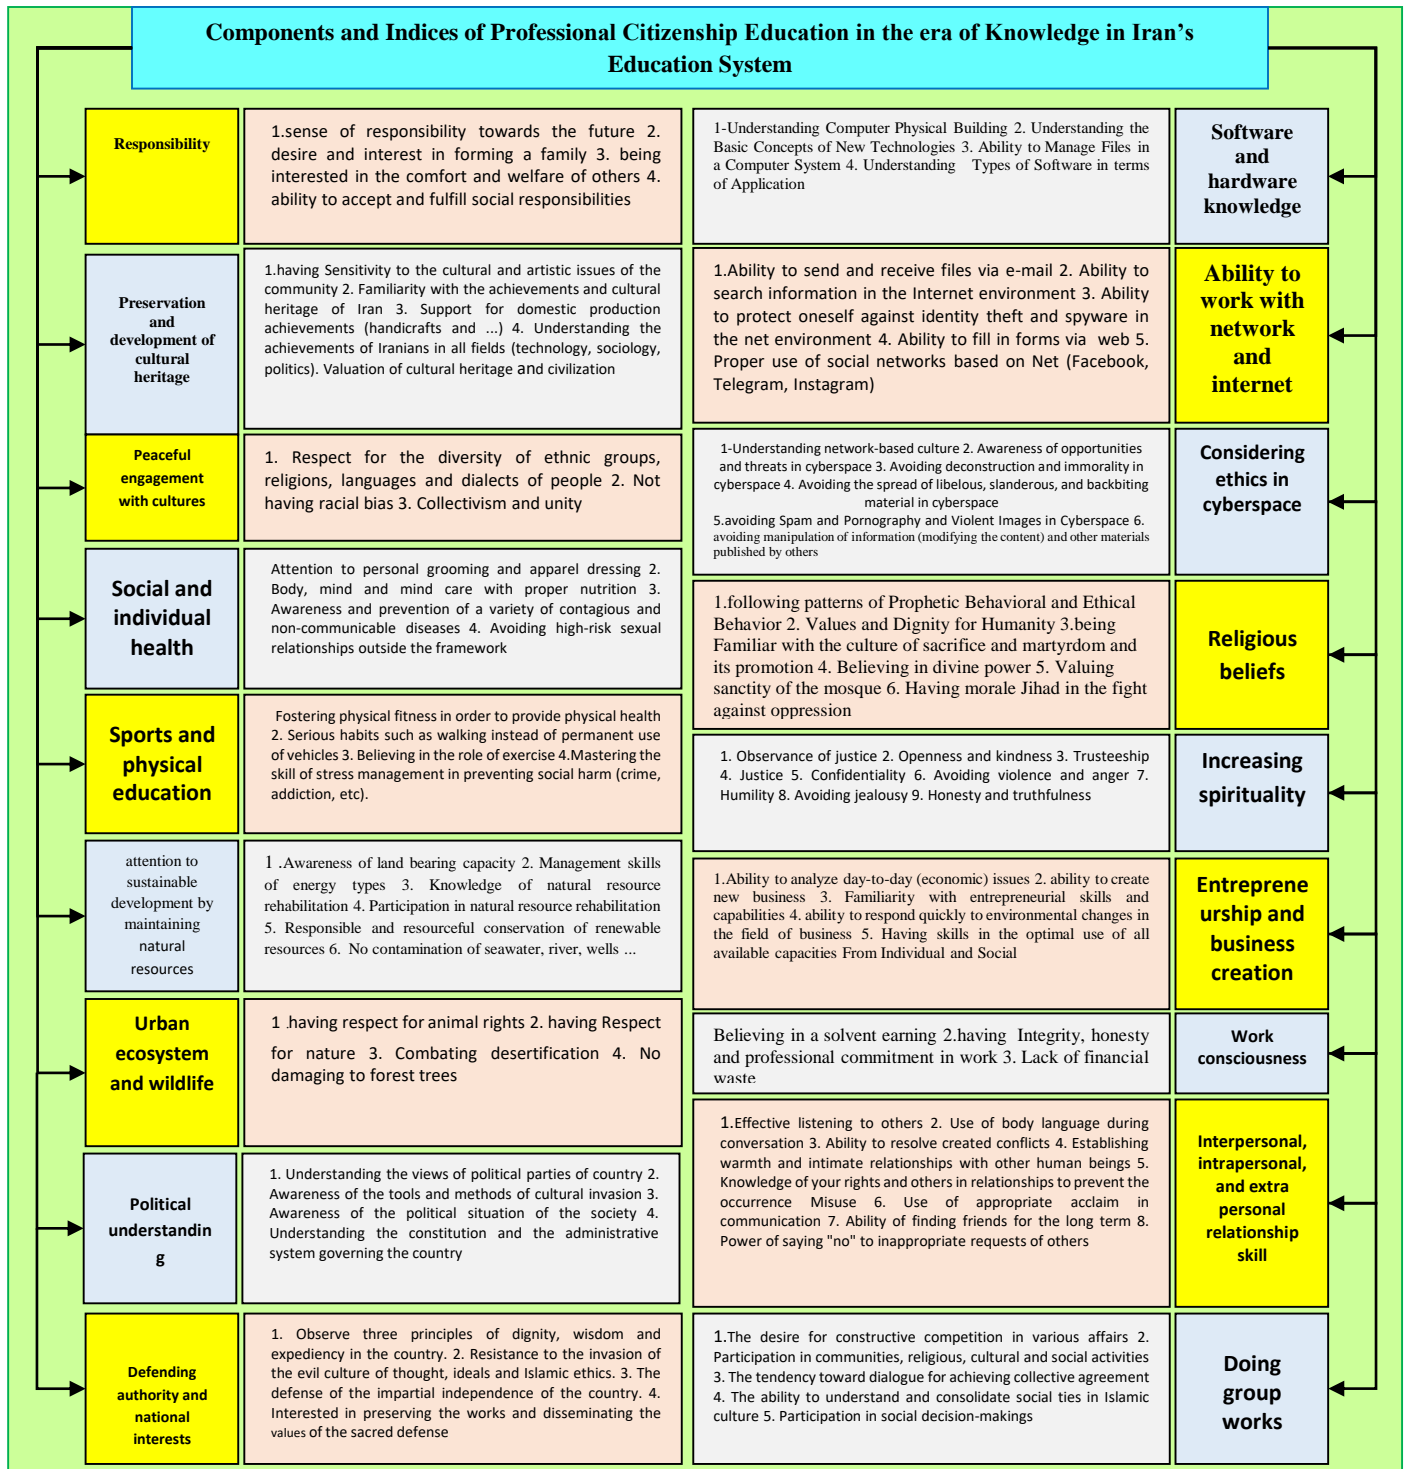 Components and Indices of Professional Citizenship Education in the era of Knowledge in Iran's
Education System
Responsibility
1.sense of responsibility towards the future 2.
desire and interest in forming a family 3. being
interested in the comfort and welfare of others 4.
ability to accept and fulfill social responsibilities
Preservation
and
development of
cultural
heritage
1.having Sensitivity to the cultural and artistic issues of the
community 2. Familiarity with the achievements and cultural
heritage of Iran 3. Support for domestic production
achievements (handicrafts and ...) 4. Understanding the
achievements of Iranians in all fields (technology, sociology,
politics). Valuation of cultural heritage and civilization
Peaceful
engagement
with cultures
1. Respect for the diversity of ethnic groups,
religions, languages and dialects of people 2. Not
having racial bias 3. Collectivism and unity
Social and
individual
health
Attention to personal grooming and apparel dressing 2.
Body, mind and mind care with proper nutrition 3.
Awareness and prevention of a variety of contagious and
non-communicable diseases 4. Avoiding high-risk sexual
relationships outside the framework
Sports and
physical
education
Fostering physical fitness in order to provide physical health
2. Serious habits such as walking instead of permanent use
of vehicles 3. Believing in the role of exercise 4.Mastering the
skill of stress management in preventing social harm (crime,
addiction, etc).
attention to
sustainable
development by
maintaining
natural
resources
1 .Awareness of land bearing capacity 2. Management skills
of energy types 3. Knowledge of natural resource
rehabilitation 4. Participation in natural resource rehabilitation
5. Responsible and resourceful conservation of renewable
resources 6. No contamination of seawater, river, wells ...
Urban
ecosystem
and wildlife
1 .having respect for animal rights 2. having Respect
for nature 3. Combating desertification 4. No
damaging to forest trees
Political
understandin
g
1. Understanding the views of political parties of country 2.
Awareness of the tools and methods of cultural invasion 3.
Awareness of the political situation of the society 4.
Understanding the constitution and the administrative
system governing the country
Defending
authority and
national
interests
1. Observe three principles of dignity, wisdom and
expediency in the country. 2. Resistance to the invasion of
the evil culture of thought, ideals and Islamic ethics. 3. The
defense of the impartial independence of the country. 4.
Interested in preserving the works and disseminating the
values of the sacred defense
1-Understanding Computer Physical Building 2. Understanding the
Basic Concepts of New Technologies 3. Ability to Manage Files in
a Computer System 4. Understanding Types of Software in terms
of Application
Software
and
hardware
knowledge
1.Ability to send and receive files via e-mail 2. Ability to
search information in the Internet environment 3. Ability
to protect oneself against identity theft and spyware in
the net environment 4. Ability to fill in forms via web 5.
Proper use of social networks based on Net (Facebook,
Telegram, Instagram)
Ability to
work with
network
and
internet
1-Understanding network-based culture 2. Awareness of opportunities
and threats in cyberspace 3. Avoiding deconstruction and immorality in
cyberspace 4. Avoiding the spread of libelous, slanderous, and backbiting
material in cyberspace
5.avoiding Spam and Pornography and Violent Images in Cyberspace 6.
avoiding manipulation of information (modifying the content) and other materials
published by others
Considering
ethics in
cyberspace
1.following patterns of Prophetic Behavioral and Ethical
Behavior 2. Values and Dignity for Humanity 3.being
Familiar with the culture of sacrifice and martyrdom and
its promotion 4. Believing in divine power 5. Valuing
sanctity of the mosque 6. Having morale Jihad in the fight
against oppression
Religious
beliefs
1. Observance of justice 2. Openness and kindness 3. Trusteeship
4. Justice 5. Confidentiality 6. Avoiding violence and anger 7.
Humility 8. Avoiding jealousy 9. Honesty and truthfulness
Increasing
spirituality
1.Ability to analyze day-to-day (economic) issues 2. ability to create
new business 3. Familiarity with entrepreneurial skills and
capabilities 4. ability to respond quickly to environmental changes in
the field of business 5. Having skills in the optimal use of all
available capacities From Individual and Social
Entreprene
urship and
business
creation
Believing in a solvent earning 2.having Integrity, honesty
and professional commitment in work 3. Lack of financial
waste
Work
consciousness
1.Effective listening to others 2. Use of body language during
conversation 3. Ability to resolve created conflicts 4. Establishing
warmth and intimate relationships with other human beings 5.
Knowledge of your rights and others in relationships to prevent the
occurrence Misuse 6. Use of appropriate acclaim in
communication 7. Ability of finding friends for the long term 8.
Power of saying "no" to inappropriate requests of others
Interpersonal,
intrapersonal,
and extra
personal
relationship
skill
1.The desire for constructive competition in various affairs 2.
Participation in communities, religious, cultural and social activities
3. The tendency toward dialogue for achieving collective agreement
4. The ability to understand and consolidate social ties in Islamic
culture 5. Participation in social decision-makings
Doing
group
works